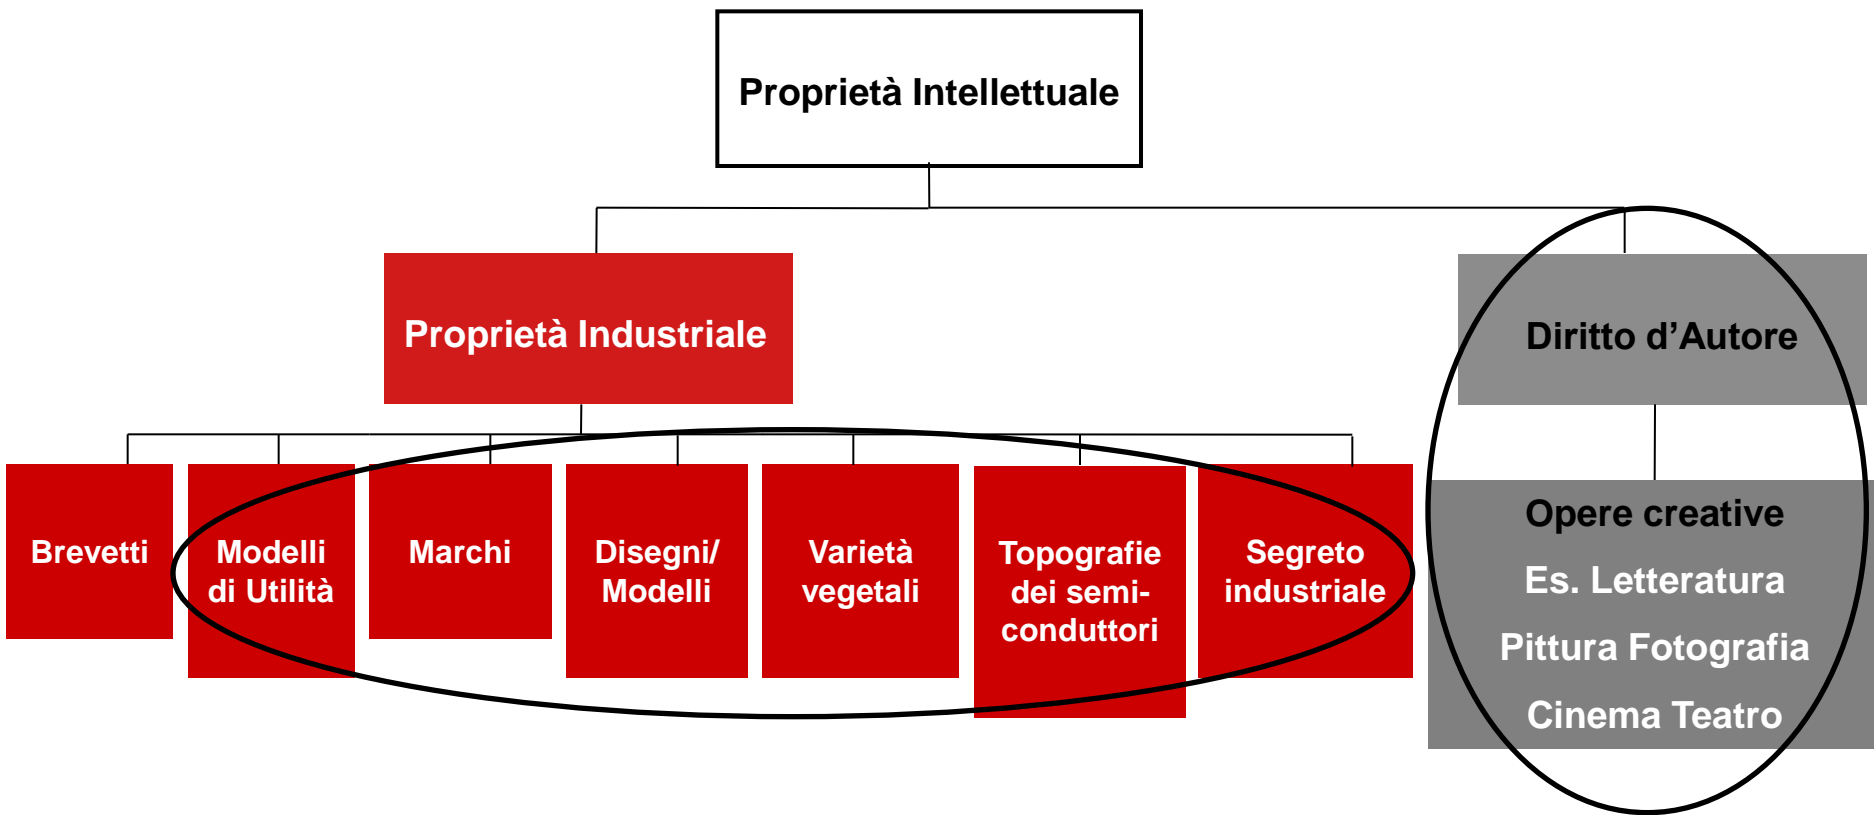 Proprietà Intellettuale
Proprietà Industriale
Diritto d’Autore
Brevetti
Modelli
di Utilità
Marchi
Disegni/
Modelli
Varietà
vegetali
Topografie
dei semi-
conduttori
Segreto
industriale
Opere creative
Es. Letteratura
Pittura Fotografia
Cinema Teatro